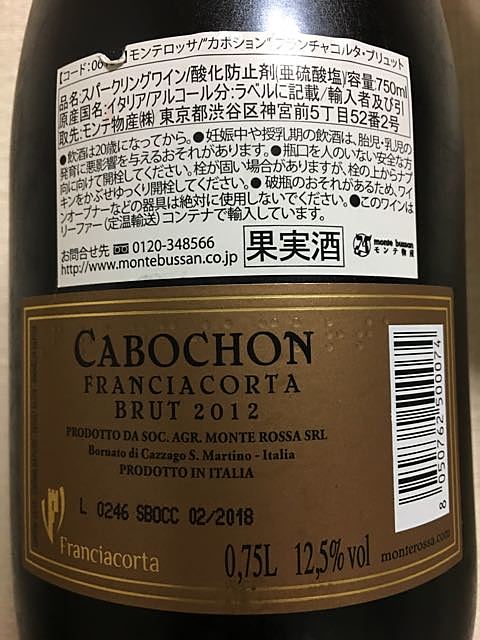 【コード:00 】モンテロッサ/"カボション"フランチャコルタ・ブリュット
品名:スパークリングワイン/酸化防止剤(亜硫酸塩)/容量:750ml
原産国名:イタリア/アルコール分:ラベルに記載/輸入者及び引
取先:モンテ物産㈱ 東京都渋谷区神宮前5丁目52番2号
●飲酒は20歳になってから。●妊娠中や授乳期の飲酒は、胎児・乳児の
発育に悪影響を与えるおそれがあります。●瓶口を人のいない安全な方
向に向けて開栓してください。栓が固い場合がありますが、栓の上からナプ
キンをかぶせゆっくり開栓してください。●破瓶のおそれがあるため、ワイ
ンオープナーなどの器具は絶対に使用しないでください。●このワインは
リーファー(定温輸送)コンテナで輸入しています。
お問合せ先 0120-348566
http://www.montebussan.co.jp
果実酒
monte bussan
モンテ物産
CABOCHON
FRANCIACORTA
BRUT 2012
PRODOTTO DA SOC. AGR. MONTE ROSSA SRL
Bornato di Cazzago S. Martino - Italia
PRODOTTO IN ITALIA
L 0246 SBOCC 02/2018
Franciacorta
0,75L 12,5% vol
monterossa.com
8 050762 500074